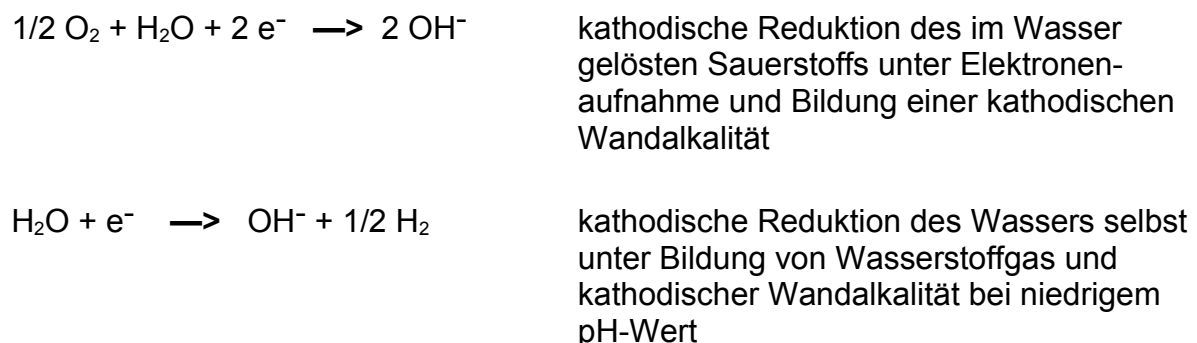 1/2 O₂ + H₂O + 2 e⁻ —> 2 OH⁻ kathodische Reduktion des im Wasser
gelösten Sauerstoffs unter Elektronen-
aufnahme und Bildung einer kathodischen
Wandalkalität
H₂O + e⁻ —> OH⁻ + 1/2 H₂ kathodische Reduktion des Wassers selbst
unter Bildung von Wasserstoffgas und
kathodischer Wandalkalität bei niedrigem
pH-Wert